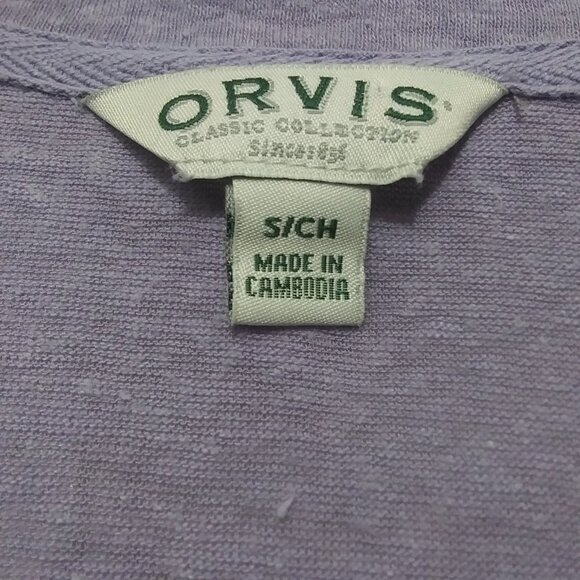 ORVIS
CLASSIC COLLECTION
Since 1856
S/CH
MADE IN
CAMBODIA